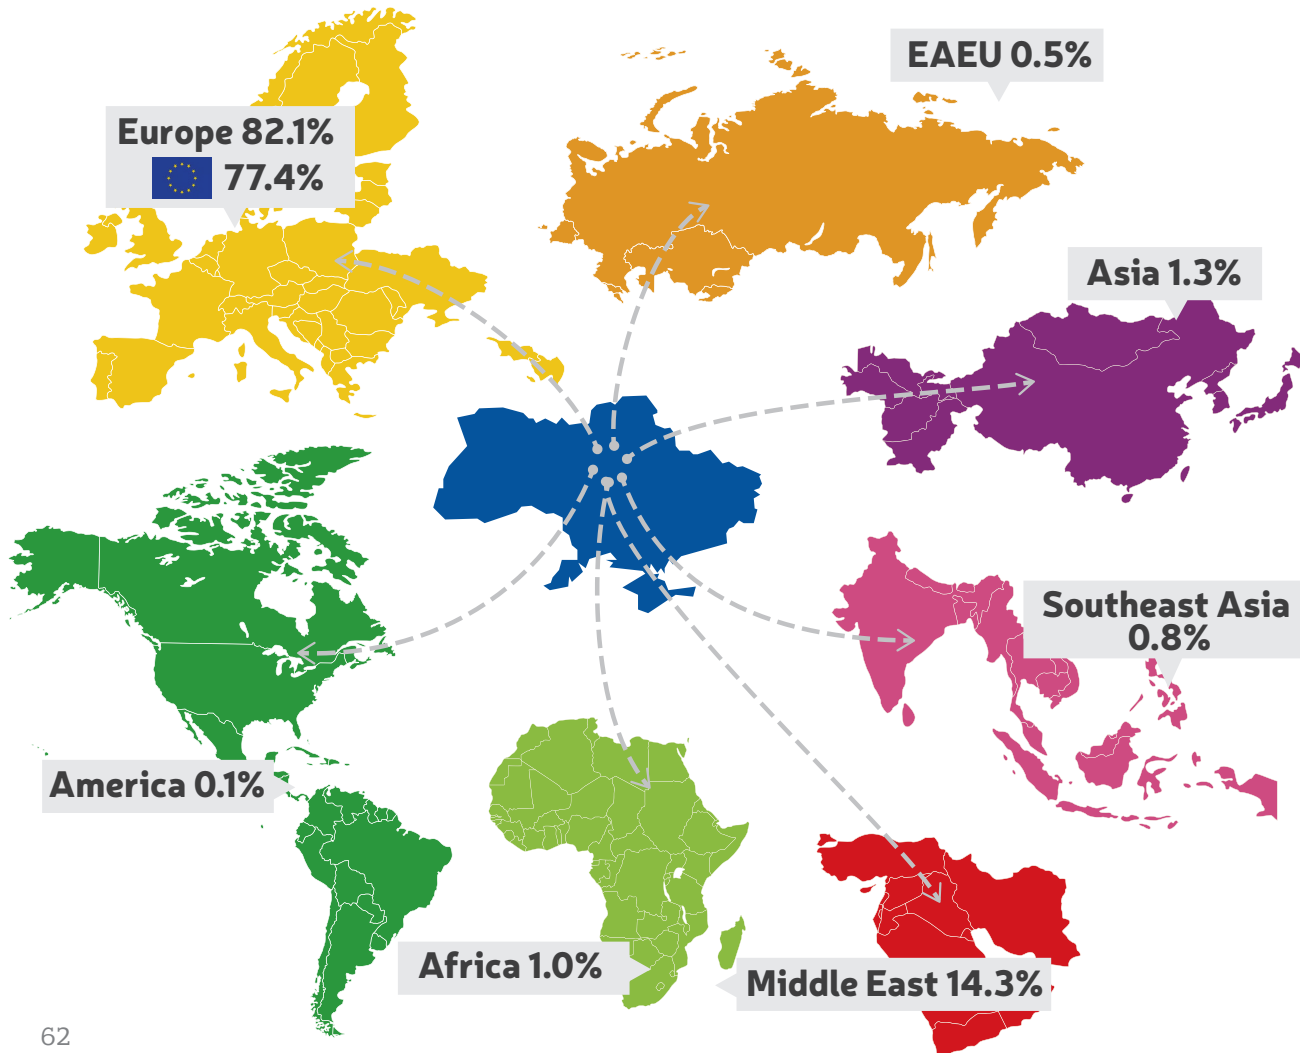 EAEU 0.5%
Europe 82.1%
77.4%
Asia 1.3%
Southeast Asia
0.8%
America 0.1%
Africa 1.0%
Middle East 14.3%
62